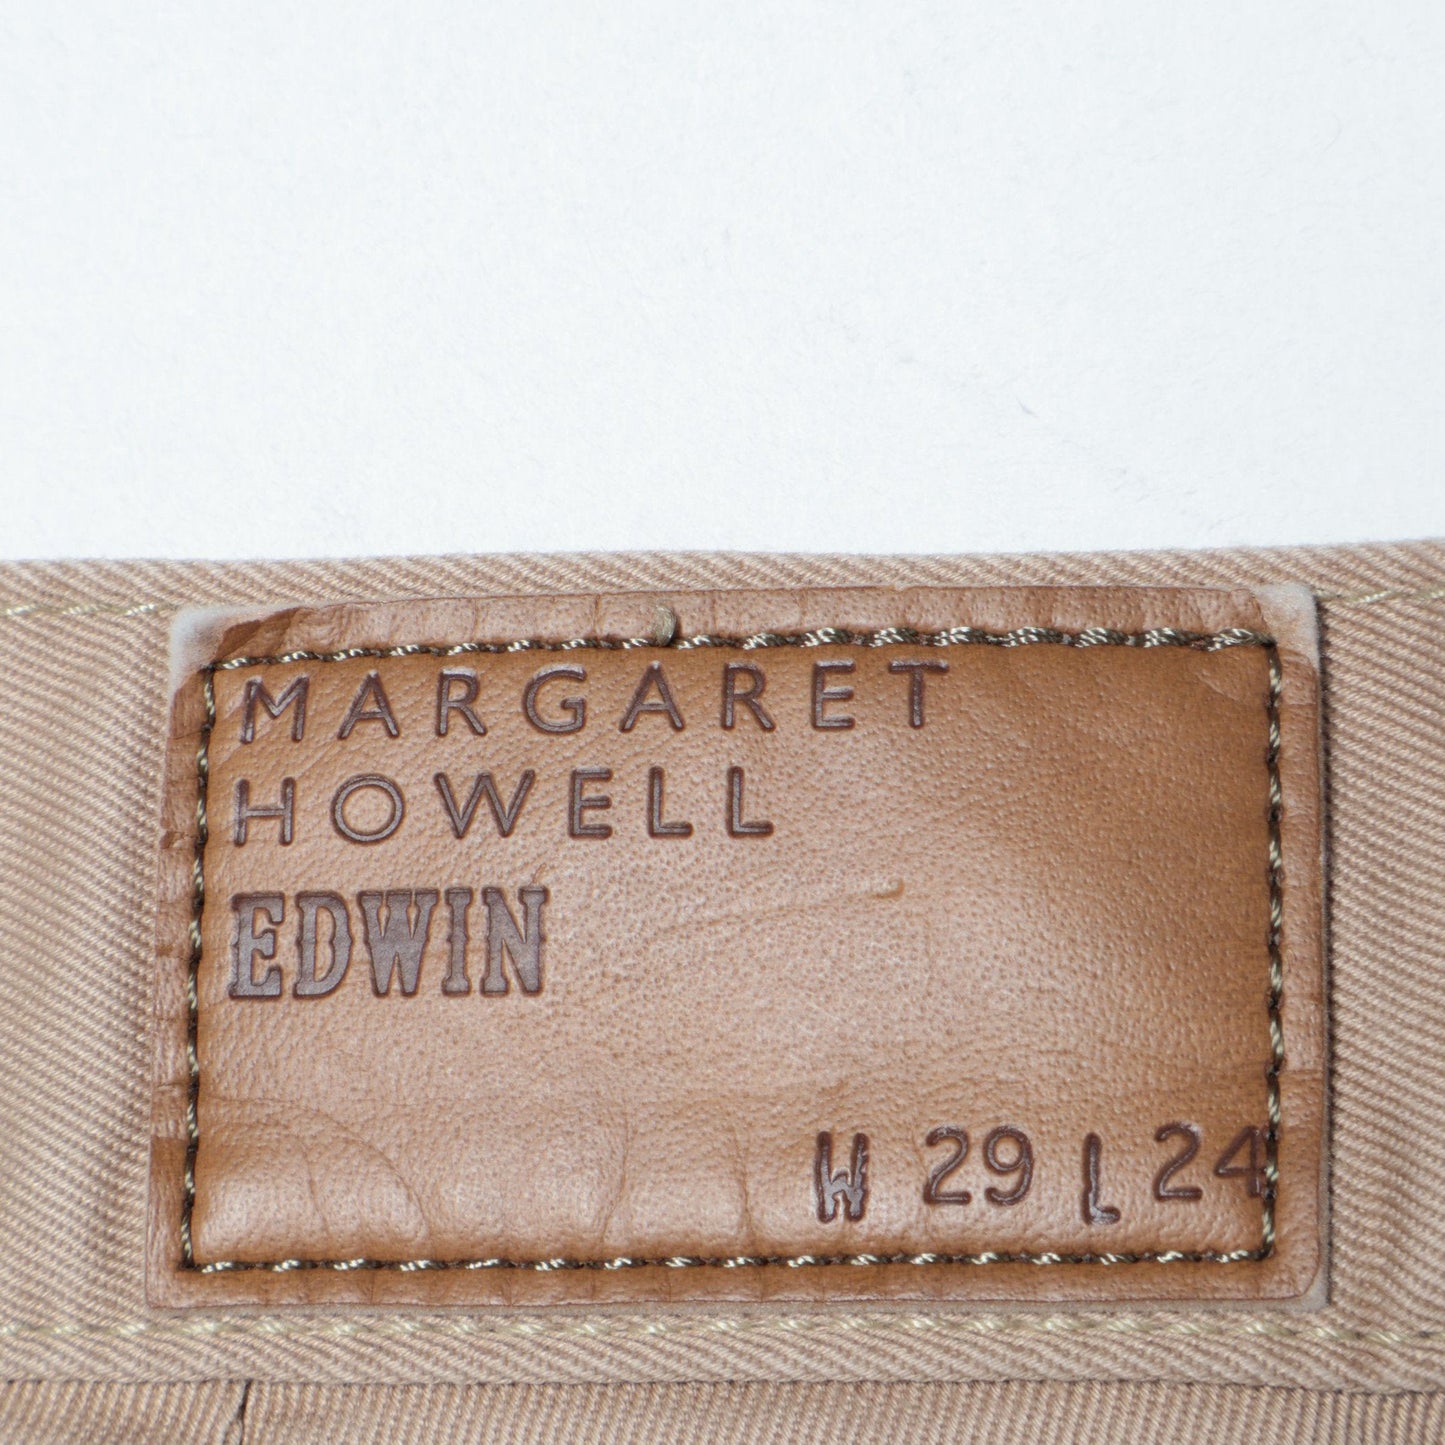 MARGARET
HOWELL
EDWIN
W 29 L 24